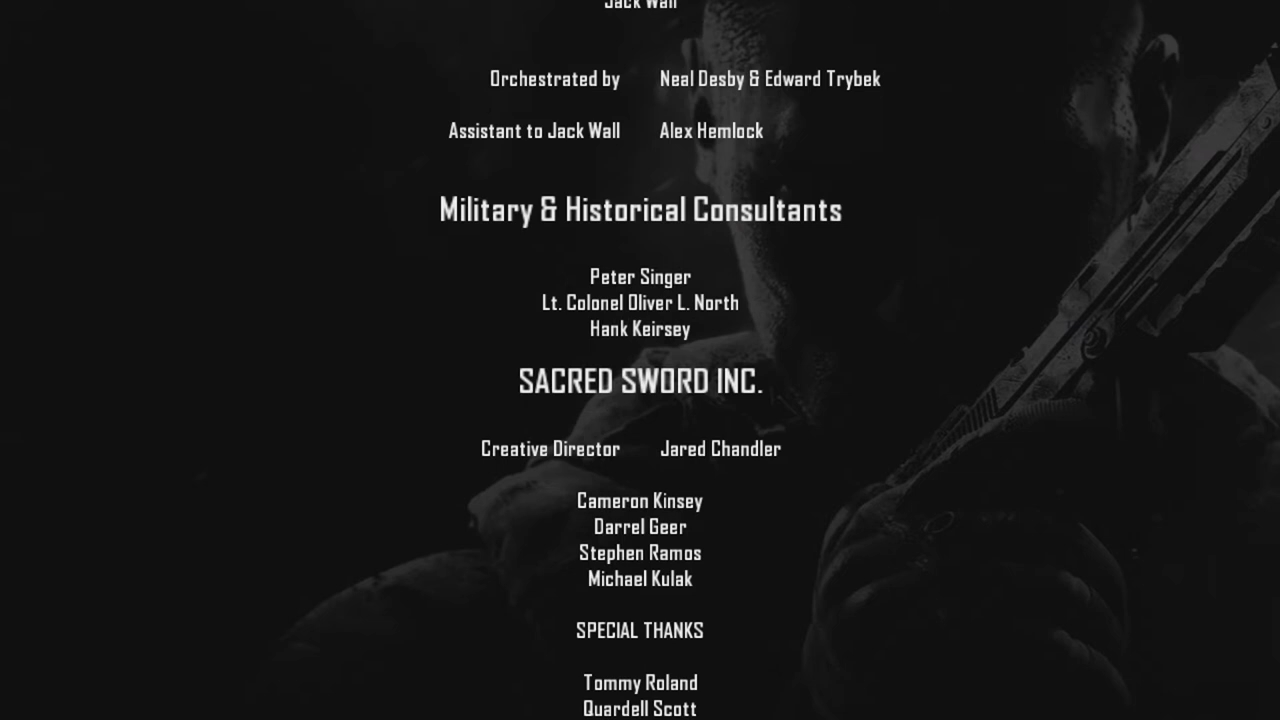 Jack Wall
Orchestrated by Neal Desby & Edward Trybek
Assistant to Jack Wall Alex Hemlock
Military & Historical Consultants
Peter Singer
Lt. Colonel Oliver L. North
Hank Keirsey
SACRED SWORD INC.
Creative Director Jared Chandler
Cameron Kinsey
Darrel Geer
Stephen Ramos
Michael Kulak
SPECIAL THANKS
Tommy Roland
Quardell Scott